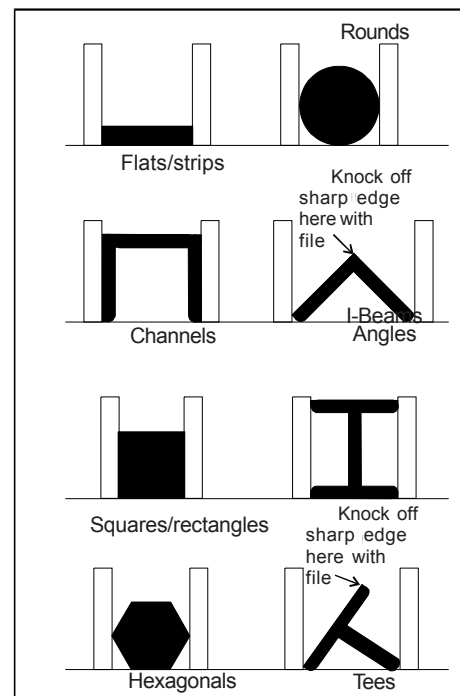 Rounds
Flats/strips
Knock off
sharp edge
here with
file
Channels
I-Beams
Angles
Squares/rectangles
Knock off
sharp edge
here with
file
Hexagonals
Tees